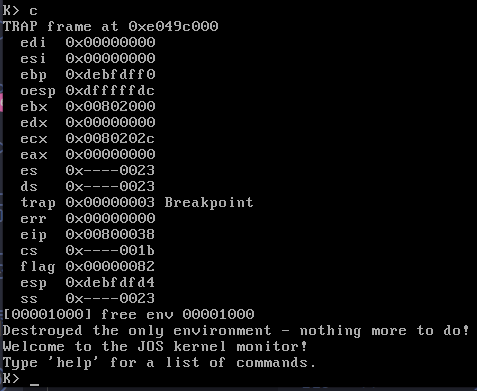 K> c
TRAP frame at 0xe049c000
  edi  0x00000000
  esi  0x00000000
  ebp  0xdebfdff0
  oesp 0xdfffffdc
  ebx  0x00802000
  edx  0x00000000
  ecx  0x0080202c
  eax  0x00000000
  es   0x----0023
  ds   0x----0023
  trap 0x00000003 Breakpoint
  err  0x00000000
  eip  0x00800038
  cs   0x----001b
  flag 0x00000082
  esp  0xdebfdfd4
  ss   0x----0023
[00001000] free env 00001000
Destroyed the only environment - nothing more to do!
Welcome to the JOS kernel monitor!
Type 'help' for a list of commands.
K> _